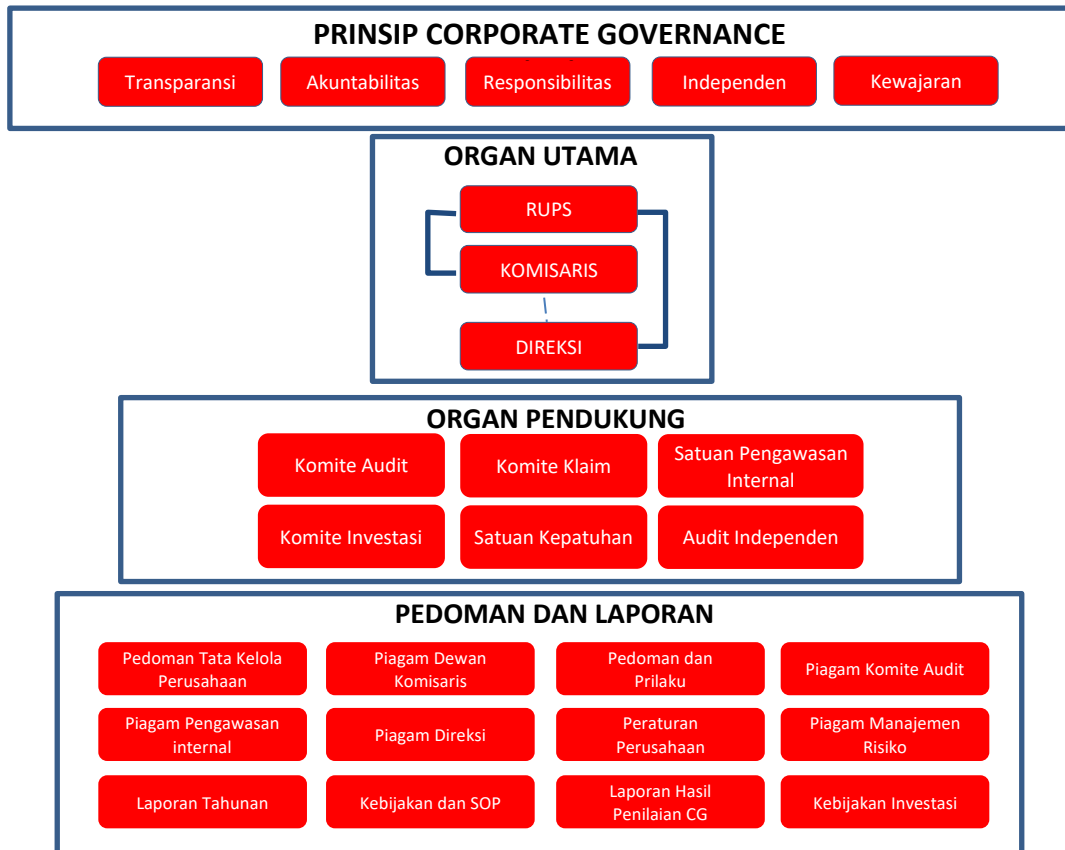 PRINSIP CORPORATE GOVERNANCE
Transparansi
Akuntabilitas
Responsibilitas
Independen
Kewajaran
ORGAN UTAMA
RUPS
KOMISARIS
DIREKSI
ORGAN PENDUKUNG
Komite Audit
Komite Klaim
Satuan Pengawasan
Internal
Komite Investasi
Satuan Kepatuhan
Audit Independen
PEDOMAN DAN LAPORAN
Pedoman Tata Kelola
Perusahaan
Piagam Dewan
Komisaris
Pedoman dan
Prilaku
Piagam Komite Audit
Piagam Pengawasan
internal
Piagam Direksi
Peraturan
Perusahaan
Piagam Manajemen
Risiko
Laporan Tahunan
Kebijakan dan SOP
Laporan Hasil
Penilaian CG
Kebijakan Investasi